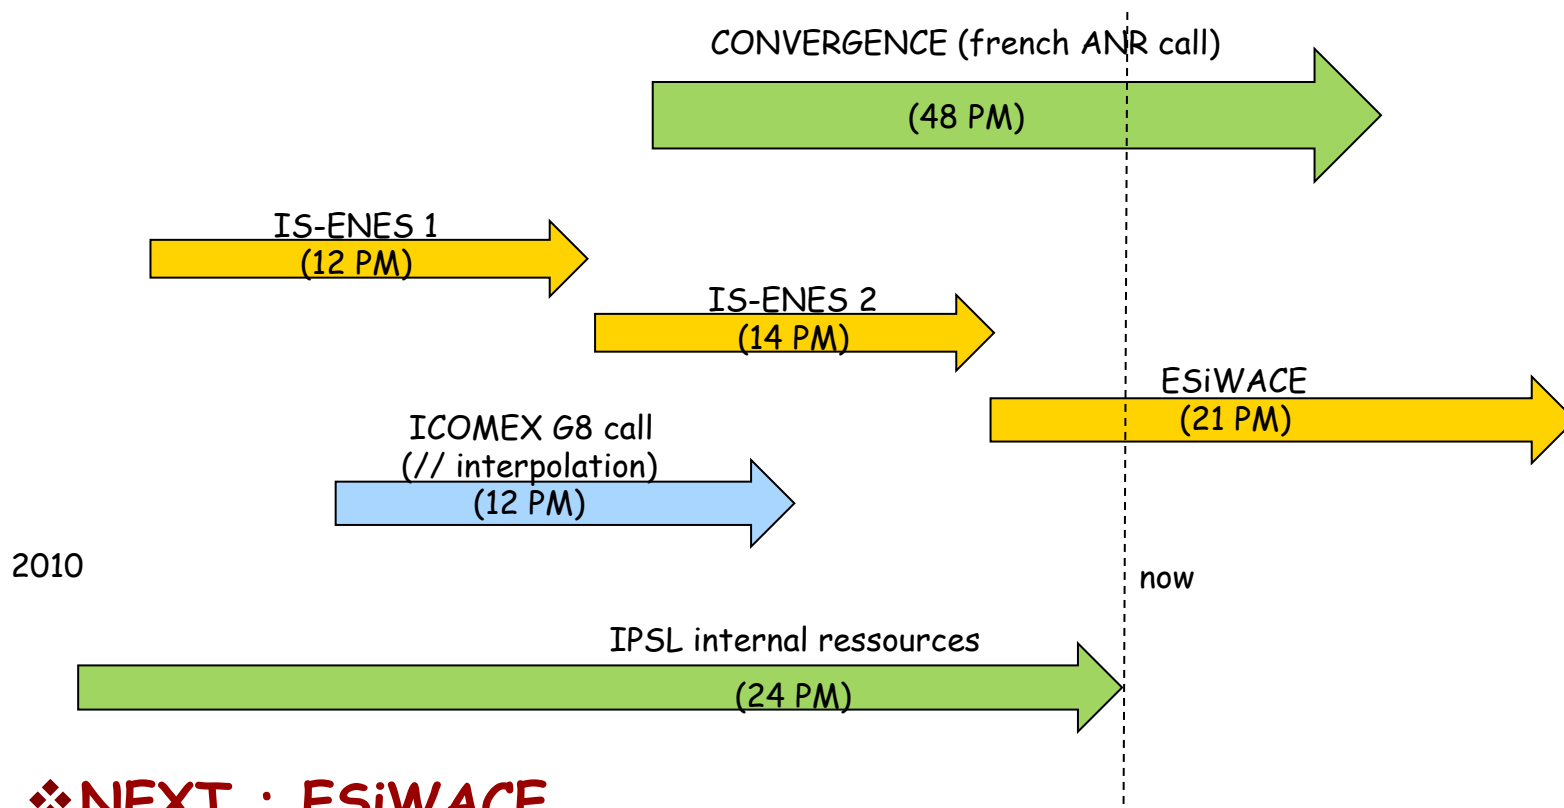 CONVERGENCE (french ANR call)
(48 PM)
IS-ENES 1
(12 PM)
IS-ENES 2
(14 PM)
ESiWACE
(21 PM)
ICOMEX G8 call
(// interpolation)
(12 PM)
2010
now
IPSL internal ressources
(24 PM)
❖NEXT : ESiWACE